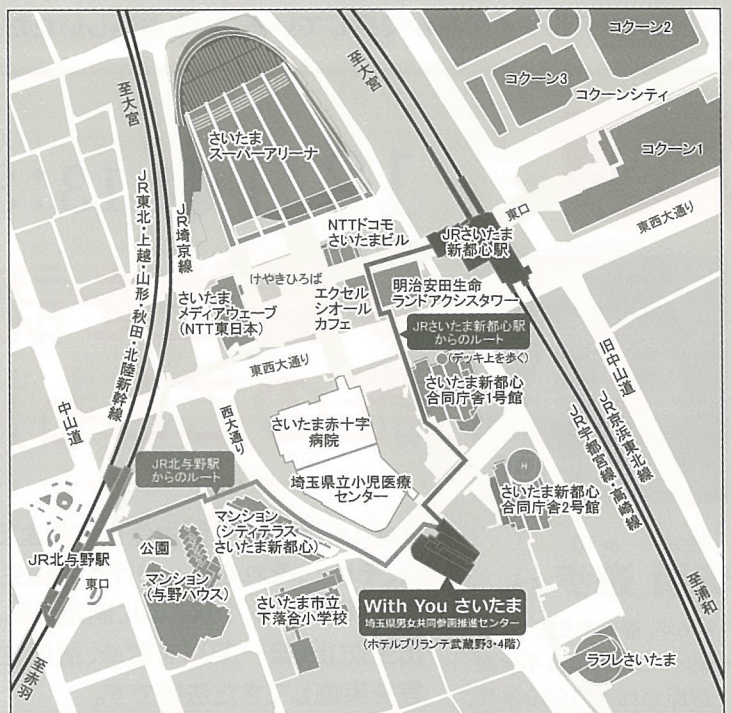 コクーン2
コクーン3
コクーンシティ
コクーン1
至大宮
至大宮
さいたま
スーパーアリーナ
JR東北・上越・山形・秋田・北陸新幹線
JR埼京線
NTTドコモ
さいたまビル
JRさいたま
新都心駅
東口
東西大通り
けやきひろば
さいたま
メディアウェーブ
(NTT東日本)
エクセル
シオール
カフェ
明治安田生命
ランドアクシスタワー
JRさいたま新都心駅
からのルート
(デッキ上を歩く)
東西大通り
さいたま新都心
合同庁舎1号館
旧中山道
中山道
西大通り
さいたま赤十字
病院
JR京浜東北線
JR宇都宮線・高崎線
JR北与野駅
からのルート
埼玉県立小児医療
センター
H
さいたま新都心
合同庁舎2号館
マンション
(シティテラス
さいたま新都心)
公園
JR北与野駅
東口
マンション
(与野ハウス)
さいたま市立
下落合小学校
With You さいたま
埼玉県男女共同参画推進センター
(ホテルブリランテ武蔵野3・4階)
至浦和
ラフレさいたま
至赤羽